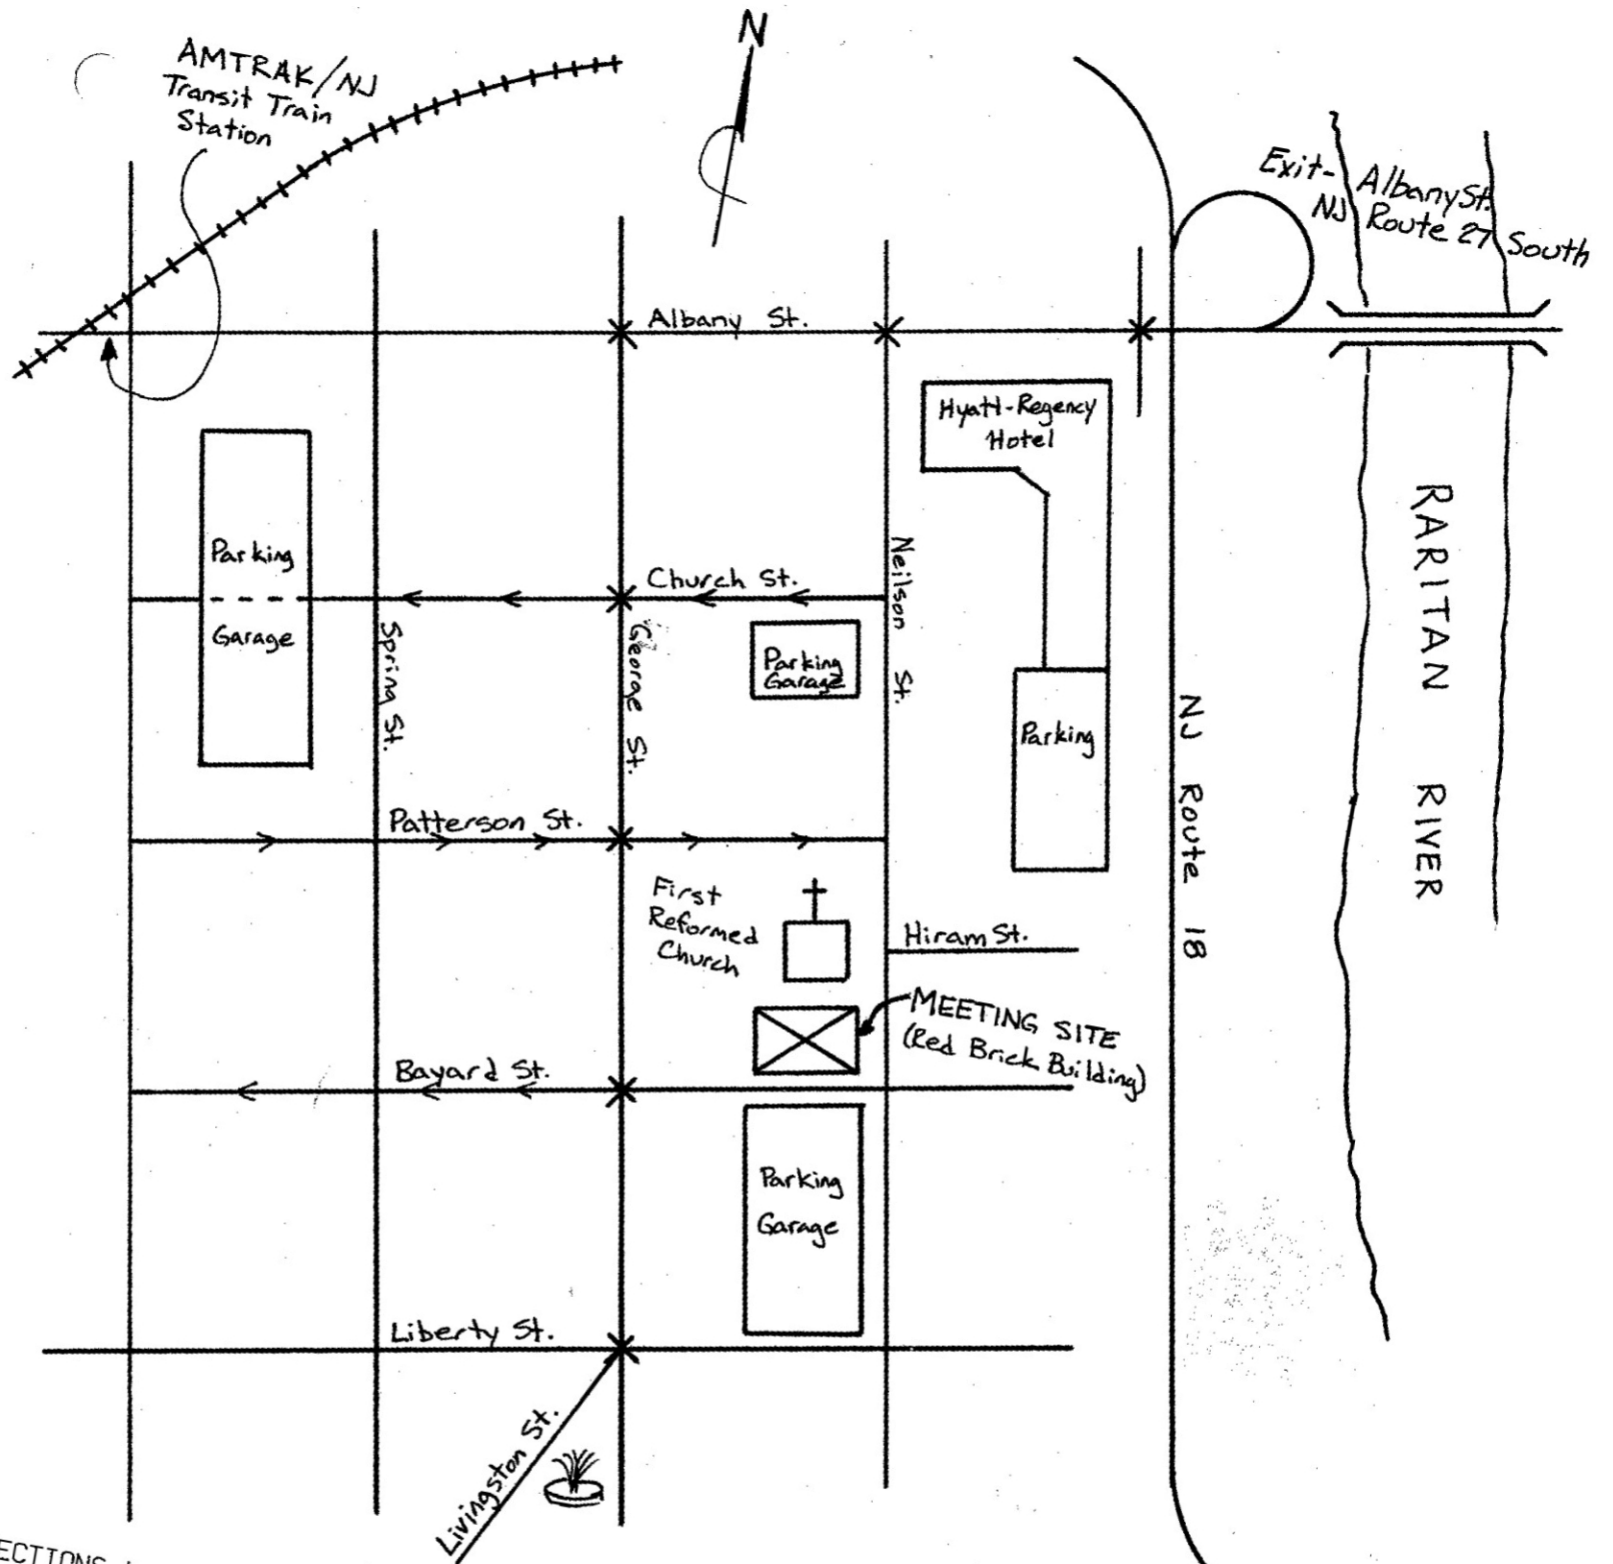 N
AMTRAK/NJ
Transit Train
Station
Exit- Albany St.
NJ Route 27 South
Albany St.
Hyatt-Regency
Hotel
Parking
Garage
Church St.
Neilson St.
Spring St.
George St.
Parking
Garage
Parking
NJ Route 18
RARITAN RIVER
Patterson St.
First
Reformed
Church
Hiram St.
MEETING SITE
(Red Brick Building)
Bayard St.
Parking
Garage
Liberty St.
Livingston St.